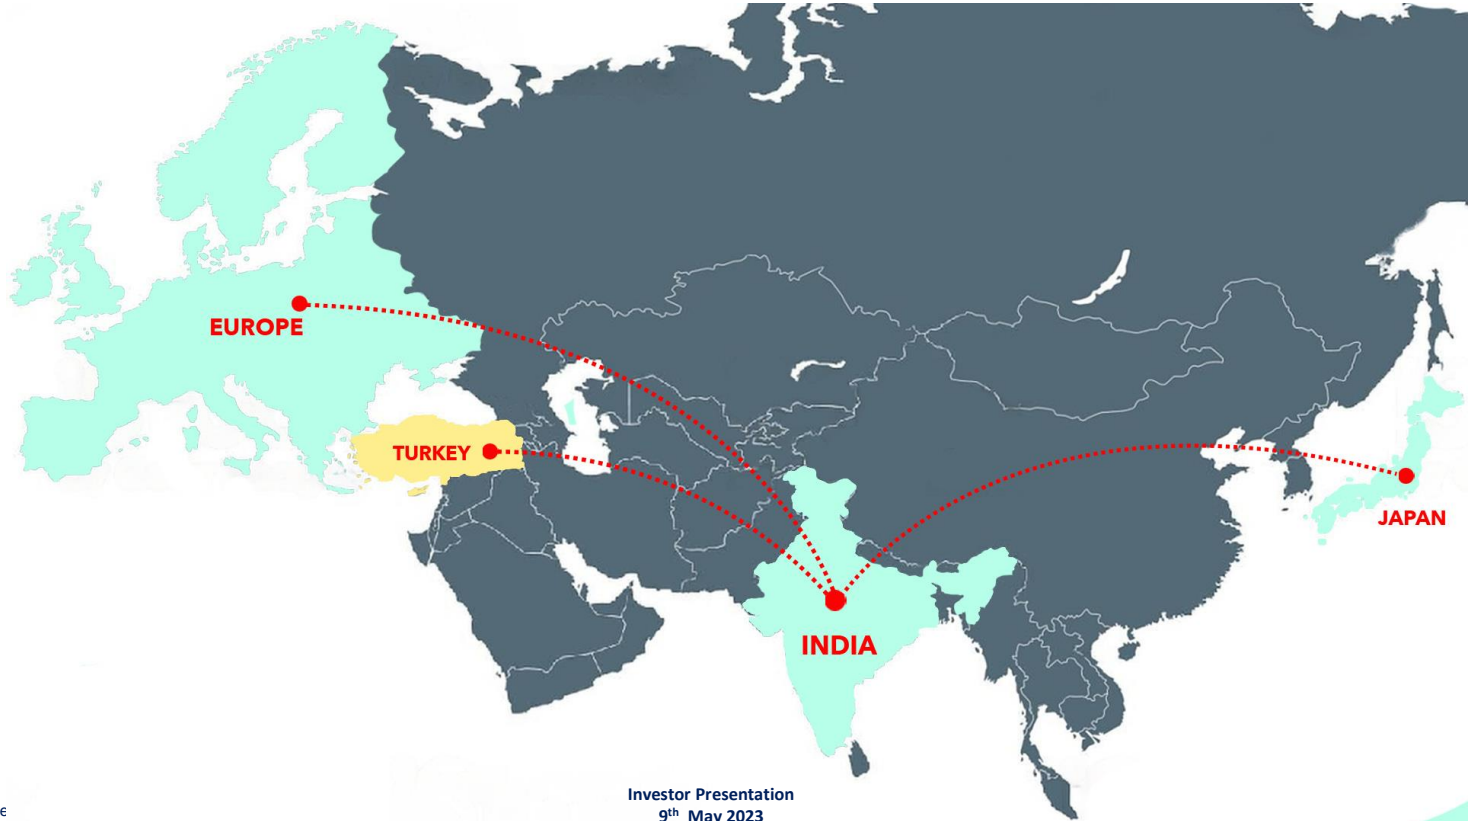 EUROPE
TURKEY
JAPAN
INDIA
Investor Presentation
9th May 2023